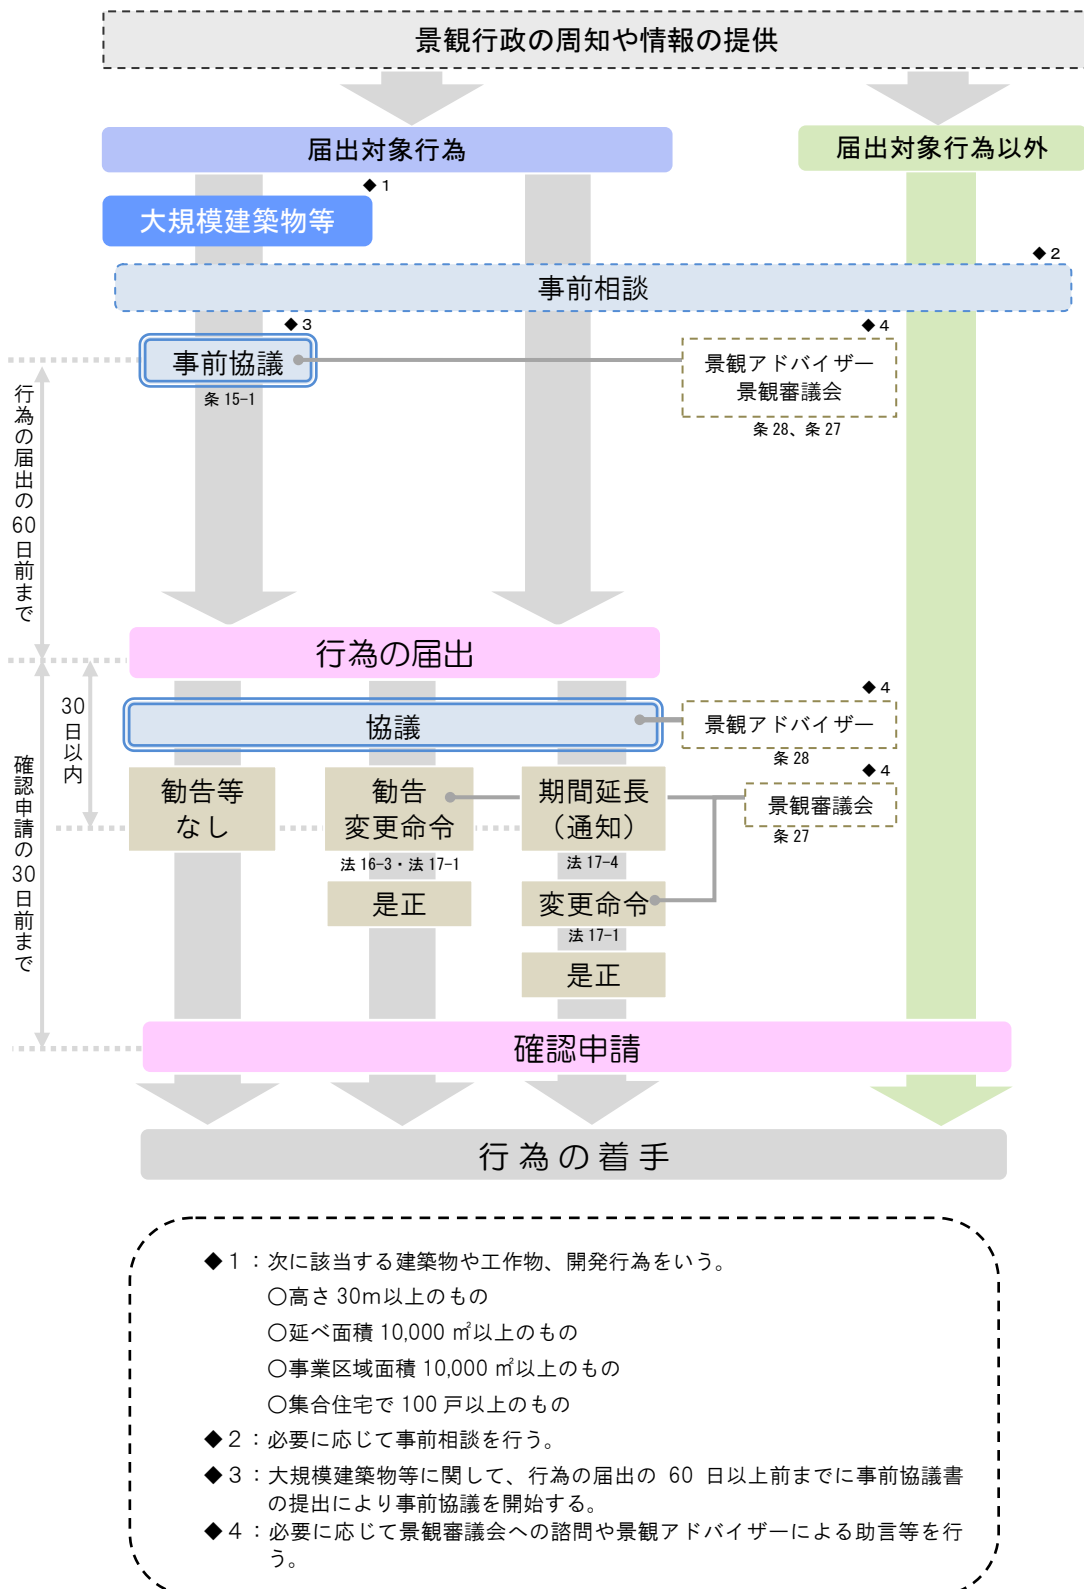 景観行政の周知や情報の提供
届出対象行為
届出対象行為以外
◆1
大規模建築物等
◆2
事前相談
◆3
◆4
事前協議
条 15-1
景観アドバイザー
景観審議会
条 28、条 27
行為の届出の60日前まで
行為の届出
30日以内
確認申請の30日前まで
◆4
協議
景観アドバイザー
条 28
◆4
勧告等
なし
勧告
変更命令
法 16-3・法 17-1
期間延長
（通知）
法 17-4
景観審議会
条 27
是正
変更命令
法 17-1
是正
確認申請
行為の着手
◆1：次に該当する建築物や工作物、開発行為をいう。
○高さ 30m以上のもの
○延べ面積 10,000 ㎡以上のもの
○事業区域面積 10,000 ㎡以上のもの
○集合住宅で 100 戸以上のもの
◆2：必要に応じて事前相談を行う。
◆3：大規模建築物等に関して、行為の届出の 60 日以上前までに事前協議書
の提出により事前協議を開始する。
◆4：必要に応じて景観審議会への諮問や景観アドバイザーによる助言等を行
う。